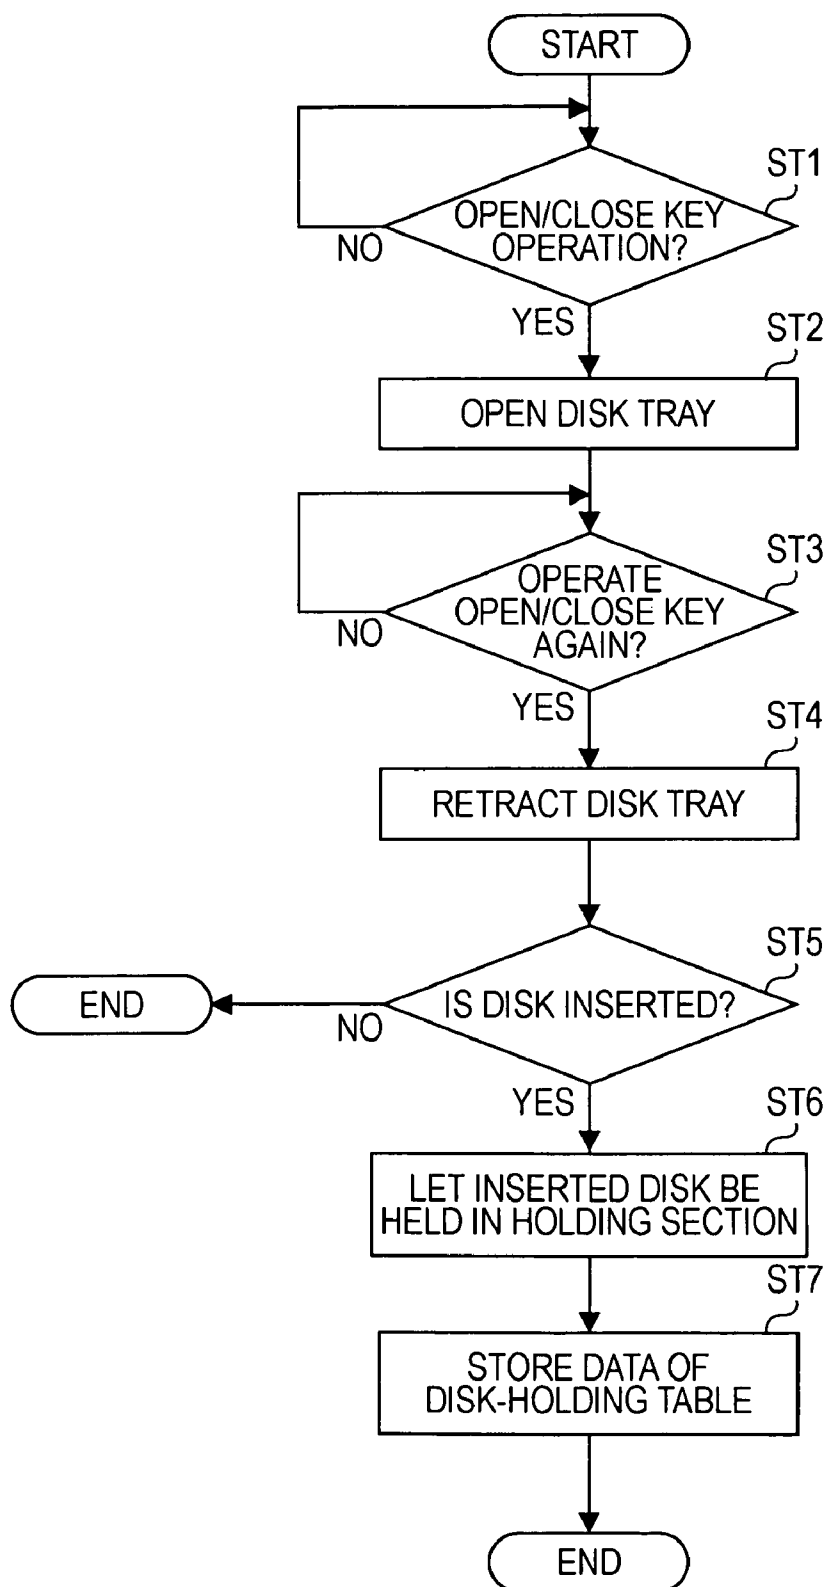 START
ST1
OPEN/CLOSE KEY
OPERATION?
NO
YES
ST2
OPEN DISK TRAY
ST3
OPERATE
OPEN/CLOSE KEY
AGAIN?
NO
YES
ST4
RETRACT DISK TRAY
ST5
END
IS DISK INSERTED?
NO
YES
ST6
LET INSERTED DISK BE
HELD IN HOLDING SECTION
ST7
STORE DATA OF
DISK-HOLDING TABLE
END